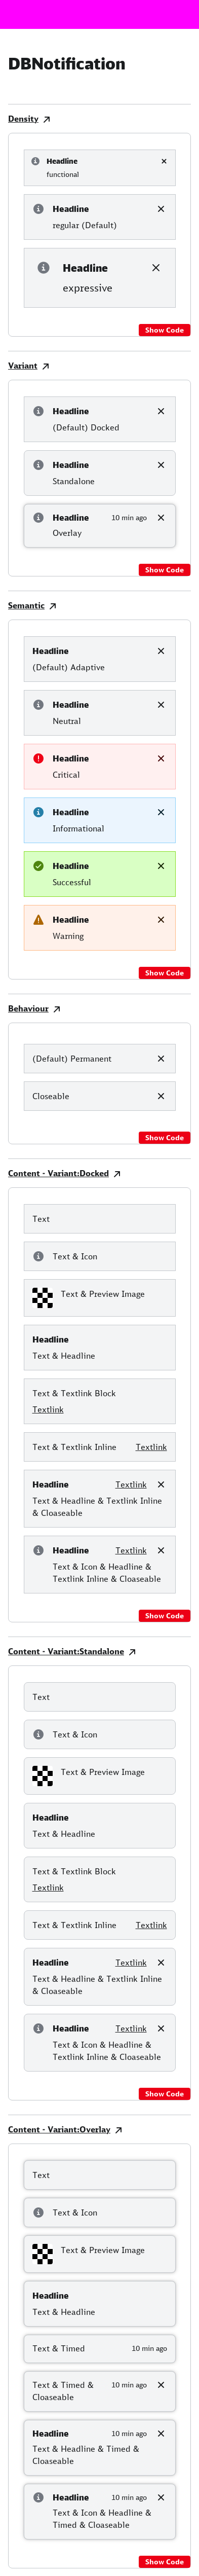 DBNotification
Density
Headline
functional
Headline
regular (Default)
Headline
expressive
Show Code
Variant
Headline
(Default) Docked
Headline
Standalone
Headline 10 min ago
Overlay
Show Code
Semantic
Headline
(Default) Adaptive
Headline
Neutral
Headline
Critical
Headline
Informational
Headline
Successful
Headline
Warning
Show Code
Behaviour
(Default) Permanent
Closeable
Show Code
Content - Variant:Docked
Text
Text & Icon
Text & Preview Image
Headline
Text & Headline
Text & Textlink Block
Textlink
Text & Textlink Inline Textlink
Headline Textlink
Text & Headline & Textlink Inline
& Cloaseable
Headline Textlink
Text & Icon & Headline &
Textlink Inline & Cloaseable
Show Code
Content - Variant:Standalone
Text
Text & Icon
Text & Preview Image
Headline
Text & Headline
Text & Textlink Block
Textlink
Text & Textlink Inline Textlink
Headline Textlink
Text & Headline & Textlink Inline
& Cloaseable
Headline Textlink
Text & Icon & Headline &
Textlink Inline & Cloaseable
Show Code
Content - Variant:Overlay
Text
Text & Icon
Text & Preview Image
Headline
Text & Headline
Text & Timed 10 min ago
Text & Timed & 10 min ago
Cloaseable
Headline 10 min ago
Text & Headline & Timed &
Cloaseable
Headline 10 min ago
Text & Icon & Headline &
Timed & Cloaseable
Show Code